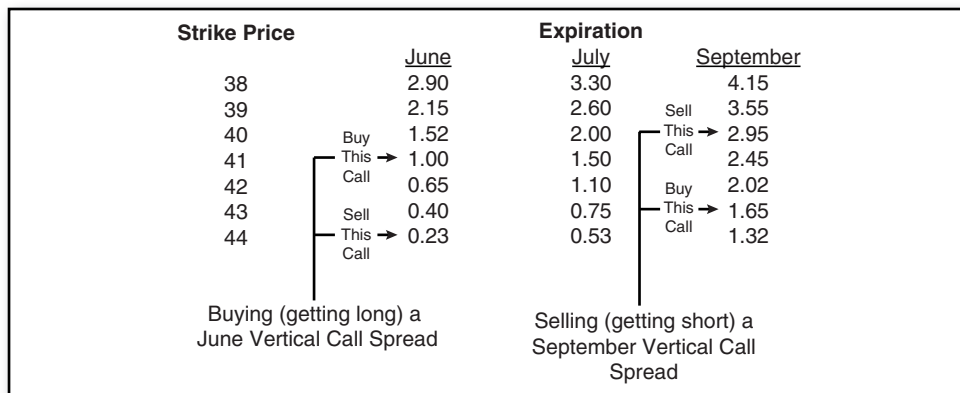 Strike Price Expiration
June July September
38 2.90 3.30 4.15
39 2.15 2.60 3.55
40 1.52 2.00 2.95
41 1.00 1.50 2.45
42 0.65 1.10 2.02
43 0.40 0.75 1.65
44 0.23 0.53 1.32
Buy
This
Call
Sell
This
Call
Sell
This
Call
Buy
This
Call
Buying (getting long) a
June Vertical Call Spread
Selling (getting short) a
September Vertical Call
Spread